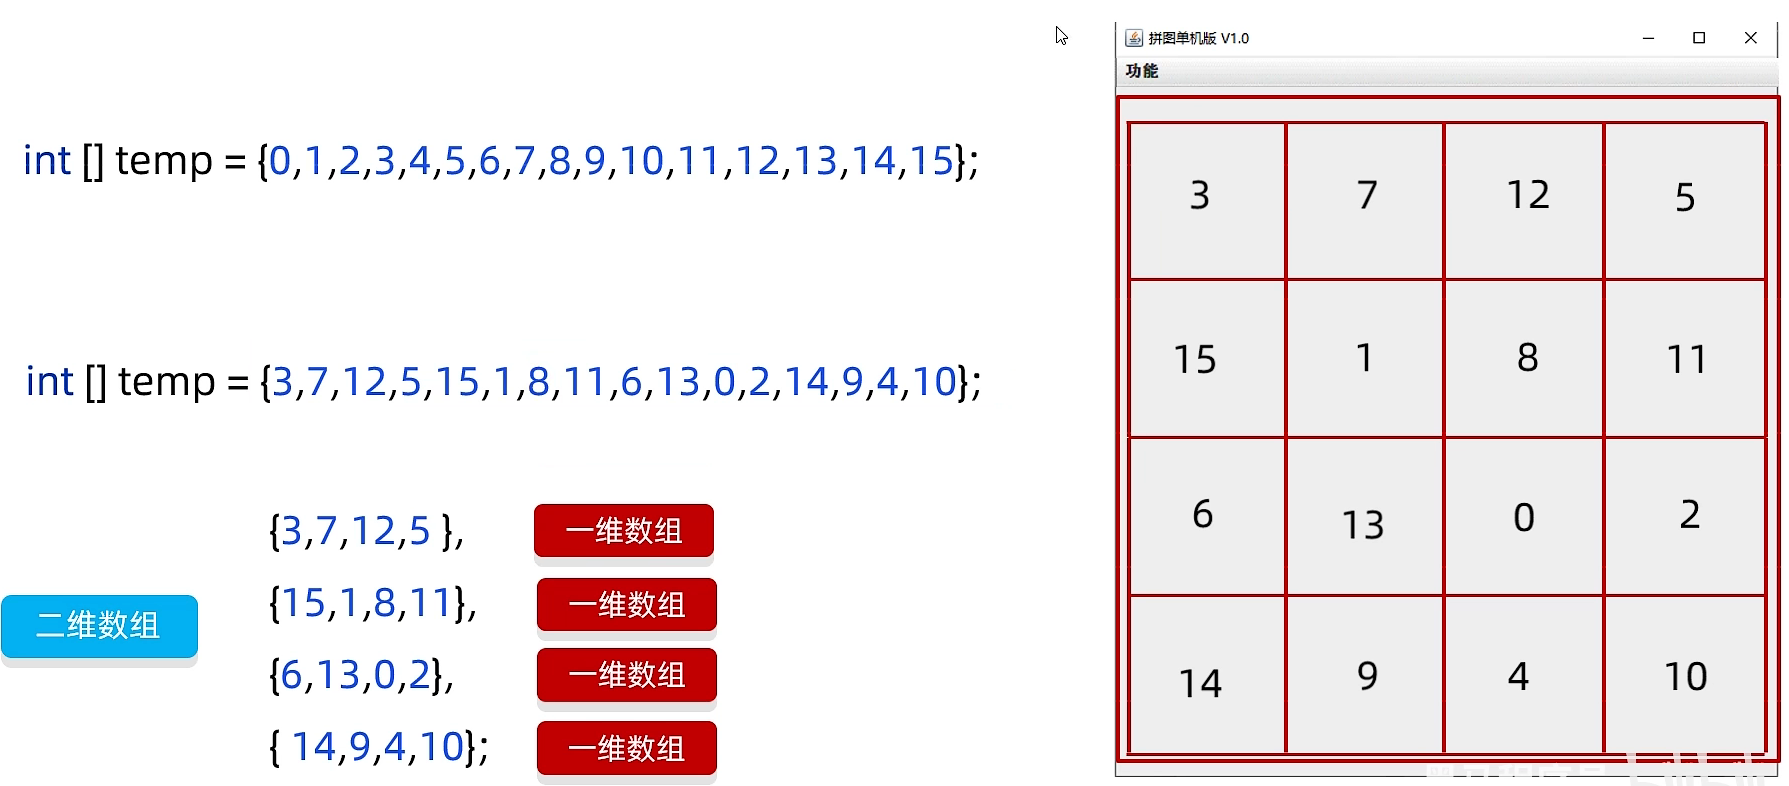 int [] temp = {0,1,2,3,4,5,6,7,8,9,10,11,12,13,14,15};
int [] temp = {3,7,12,5,15,1,8,11,6,13,0,2,14,9,4,10};
二维数组
{3,7,12,5 }, 一维数组
{15,1,8,11}, 一维数组
{6,13,0,2}, 一维数组
{ 14,9,4,10}; 一维数组
拼图单机版 V1.0
功能
3 7 12 5
15 1 8 11
6 13 0 2
14 9 4 10